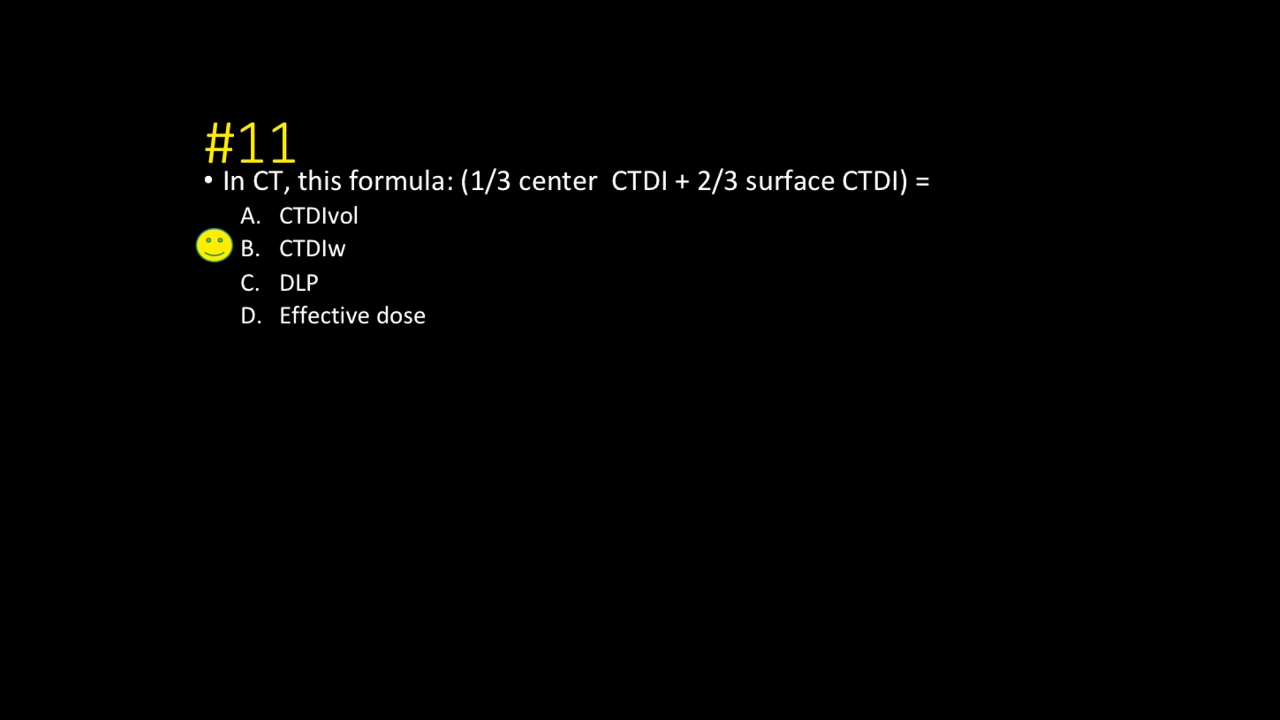 #11
• In CT, this formula: (1/3 center  CTDI + 2/3 surface CTDI) =
A. CTDIvol
B. CTDIw
C. DLP
D. Effective dose